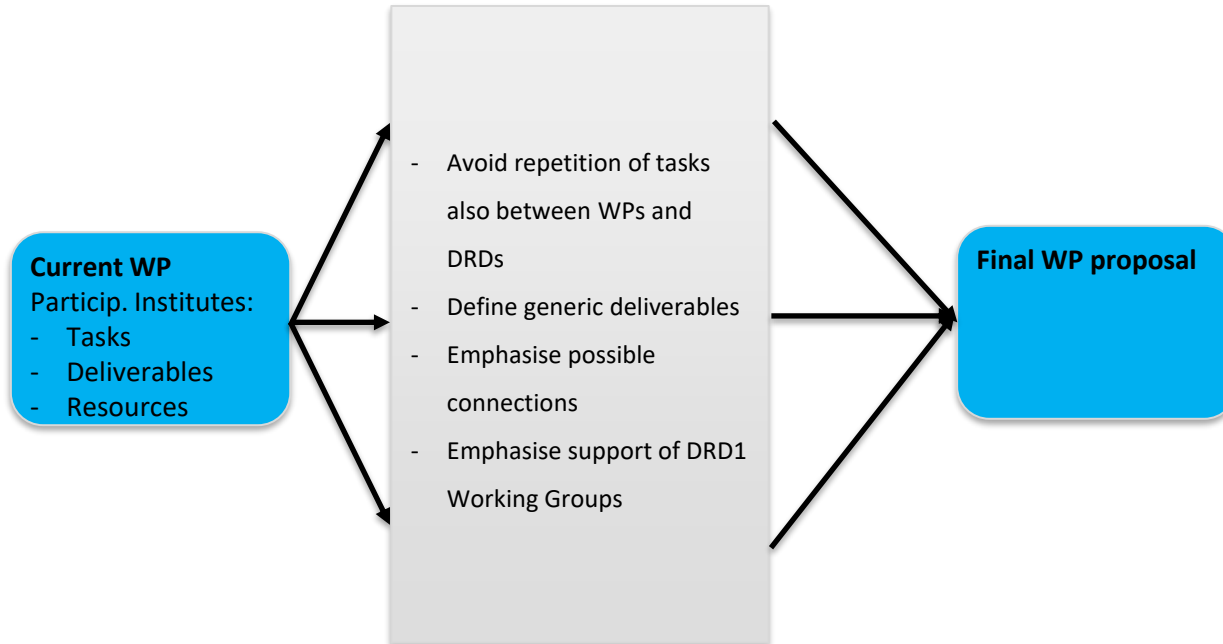 Current WP
Particip. Institutes:
- Tasks
- Deliverables
- Resources
- Avoid repetition of tasks
also between WPs and
DRDs
- Define generic deliverables
- Emphasise possible
connections
- Emphasise support of DRD1
Working Groups
Final WP proposal